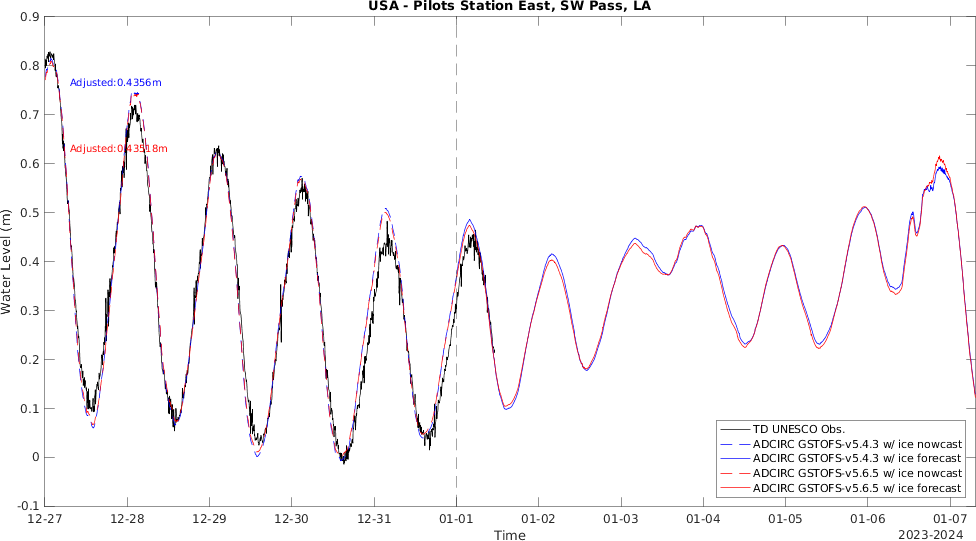 USA - Pilots Station East, SW Pass, LA
0.9
0.8
0.7
0.6
0.5
0.4
0.3
0.2
0.1
0
-0.1
Water Level (m)
Adjusted:0.4356m
Adjusted:0.43518m
TD UNESCO Obs.
ADCIRC GSTOFS-v5.4.3 w/ ice nowcast
ADCIRC GSTOFS-v5.4.3 w/ ice forecast
ADCIRC GSTOFS-v5.6.5 w/ ice nowcast
ADCIRC GSTOFS-v5.6.5 w/ ice forecast
12-27 12-28 12-29 12-30 12-31 01-01 01-02 01-03 01-04 01-05 01-06 01-07
Time
2023-2024